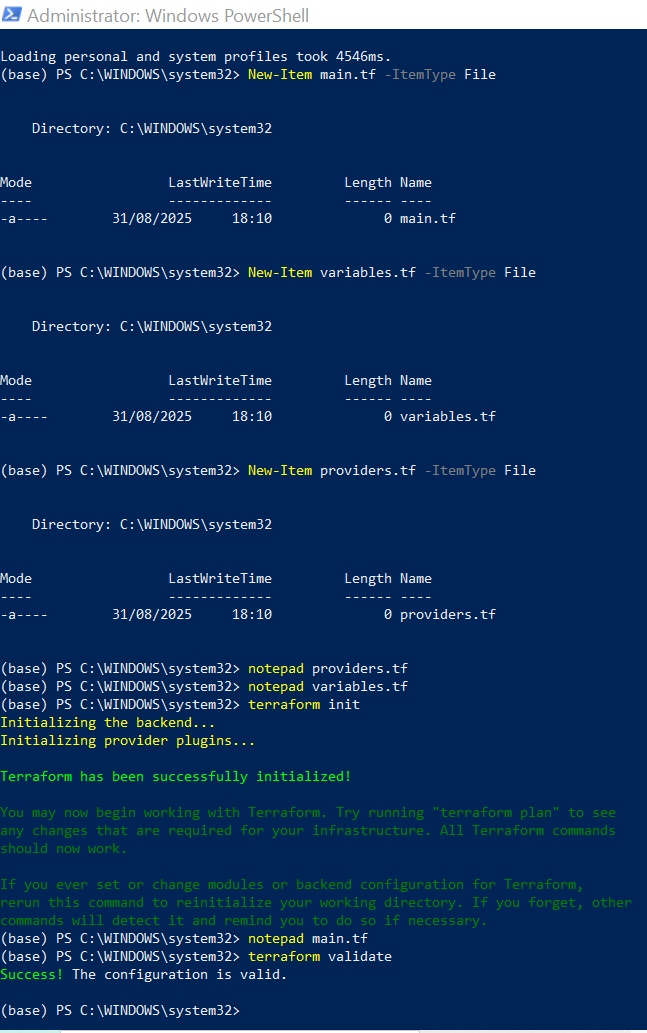 Administrator: Windows PowerShell
Loading personal and system profiles took 4546ms.
(base) PS C:\WINDOWS\system32> New-Item main.tf -ItemType File
Directory: C:\WINDOWS\system32
Mode LastWriteTime Length Name
---- ------------- ------ ----
-a---- 31/08/2025 18:10 0 main.tf
(base) PS C:\WINDOWS\system32> New-Item variables.tf -ItemType File
Directory: C:\WINDOWS\system32
Mode LastWriteTime Length Name
---- ------------- ------ ----
-a---- 31/08/2025 18:10 0 variables.tf
(base) PS C:\WINDOWS\system32> New-Item providers.tf -ItemType File
Directory: C:\WINDOWS\system32
Mode LastWriteTime Length Name
---- ------------- ------ ----
-a---- 31/08/2025 18:10 0 providers.tf
(base) PS C:\WINDOWS\system32> notepad providers.tf
(base) PS C:\WINDOWS\system32> notepad variables.tf
(base) PS C:\WINDOWS\system32> terraform init
Initializing the backend...
Initializing provider plugins...
Terraform has been successfully initialized!
You may now begin working with Terraform. Try running "terraform plan" to see
any changes that are required for your infrastructure. All Terraform commands
should now work.
If you ever set or change modules or backend configuration for Terraform,
rerun this command to reinitialize your working directory. If you forget, other
commands will detect it and remind you to do so if necessary.
(base) PS C:\WINDOWS\system32> notepad main.tf
(base) PS C:\WINDOWS\system32> terraform validate
Success! The configuration is valid.
(base) PS C:\WINDOWS\system32>